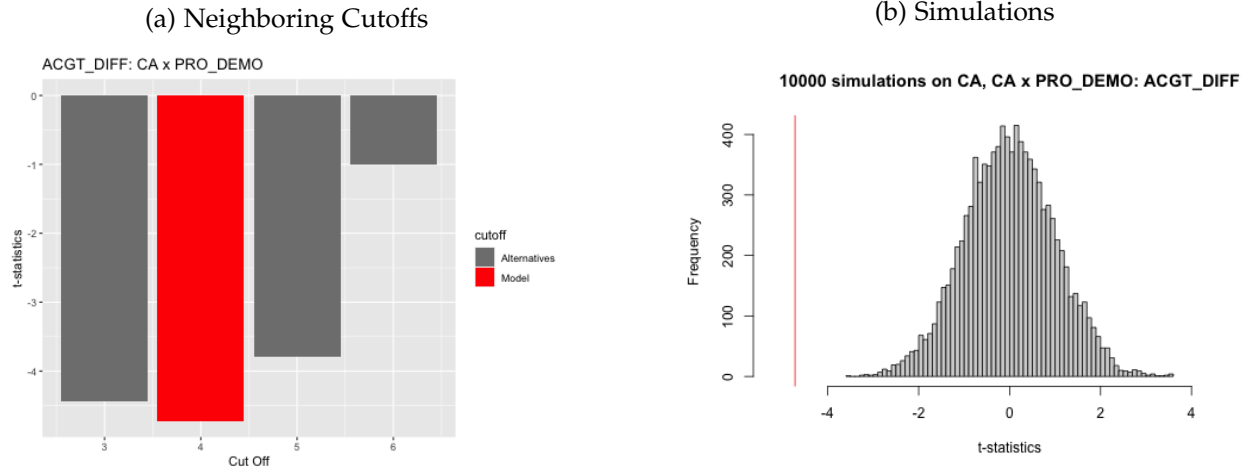 (a) Neighboring Cutoffs
ACGT_DIFF: CA x PRO_DEMO
0
-1
-2
-3
-4
t-statistics
3 4 5 6
Cut Off
cutoff
Alternatives
Model
(b) Simulations
10000 simulations on CA, CA x PRO_DEMO: ACGT_DIFF
400
300
200
100
0
Frequency
-4 -2 0 2 4
t-statistics